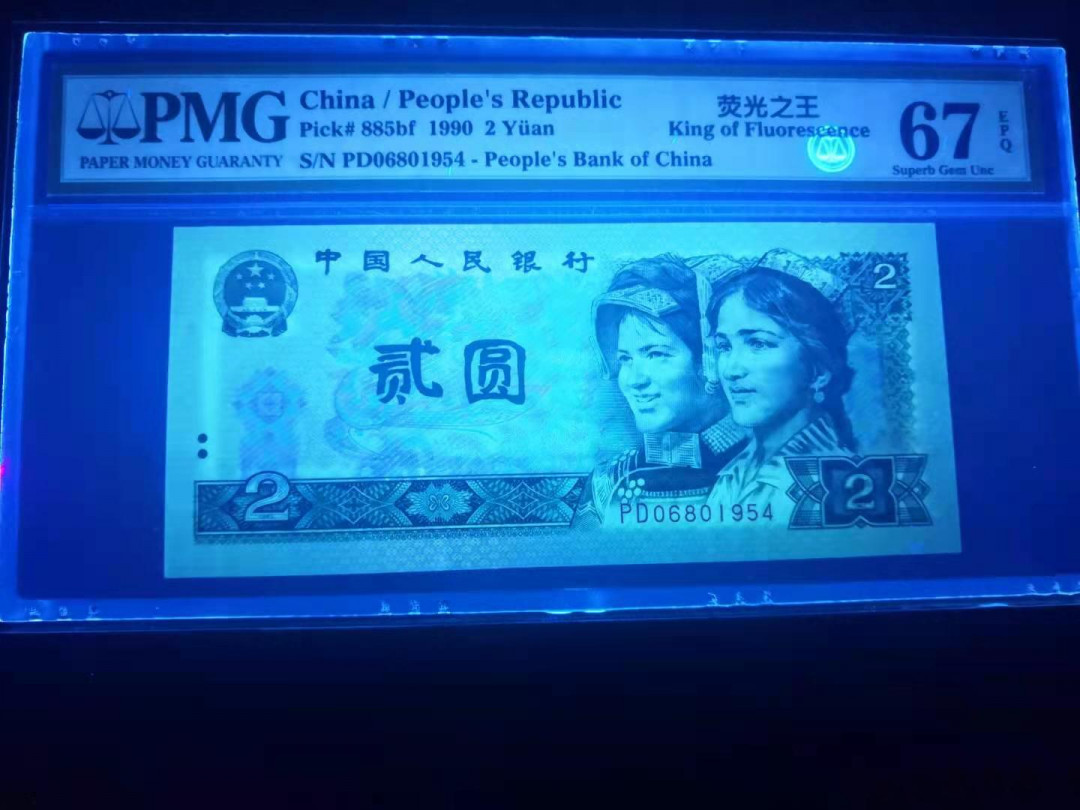 PMG
PAPER MONEY GUARANTY
China / People's Republic
Pick# 885bf 1990 2 Yüan
S/N PD06801954 - People's Bank of China
荧光之王
King of Fluorescence
67
EPQ
Superb Gem Unc
中国人民银行
2
贰圆
2
PD06801954
2